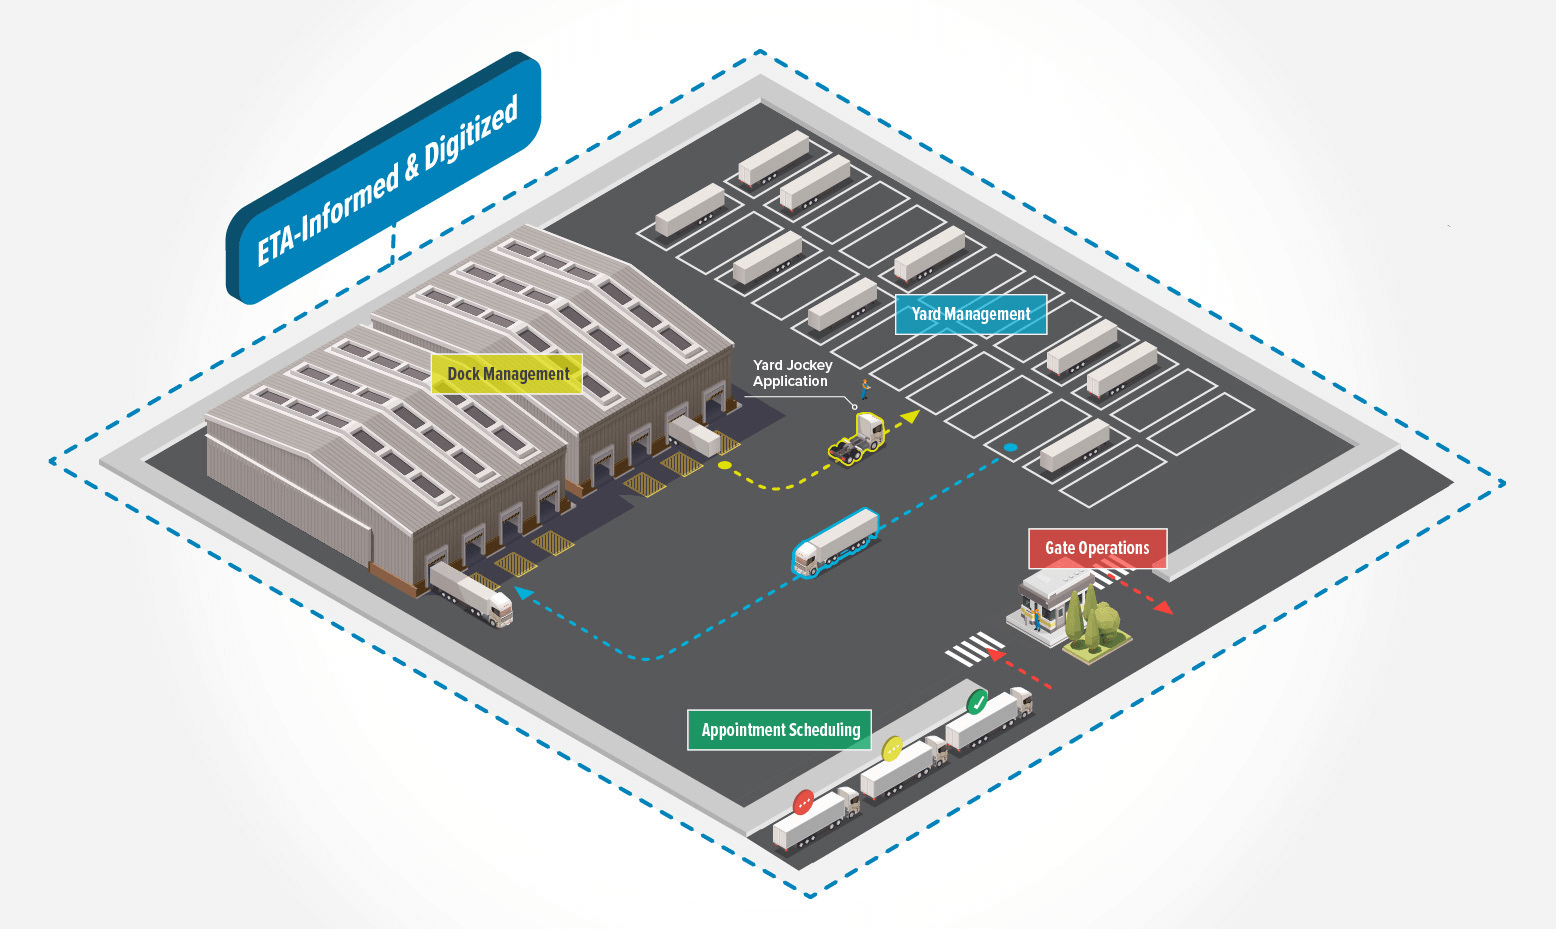 ETA-Informed & Digitized
Yard Management
Dock Management
Yard Jockey
Application
Gate Operations
Appointment Scheduling